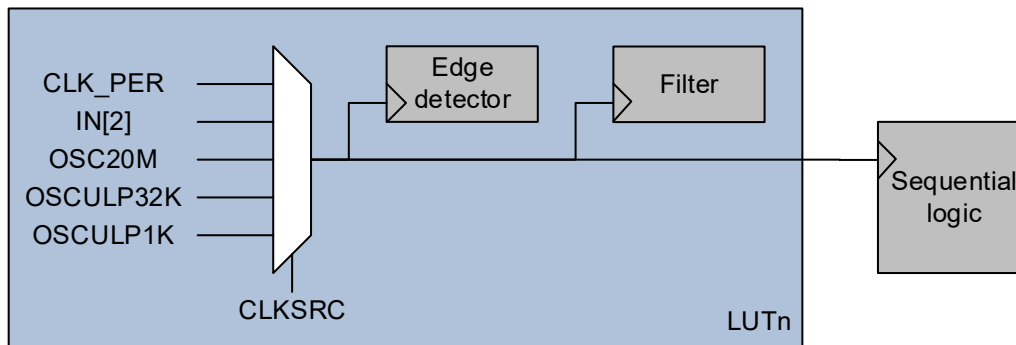 Edge
detector
Filter
CLK_PER
IN[2]
OSC20M
OSCULP32K
OSCULP1K
Sequential
logic
CLKSRC
LUTn